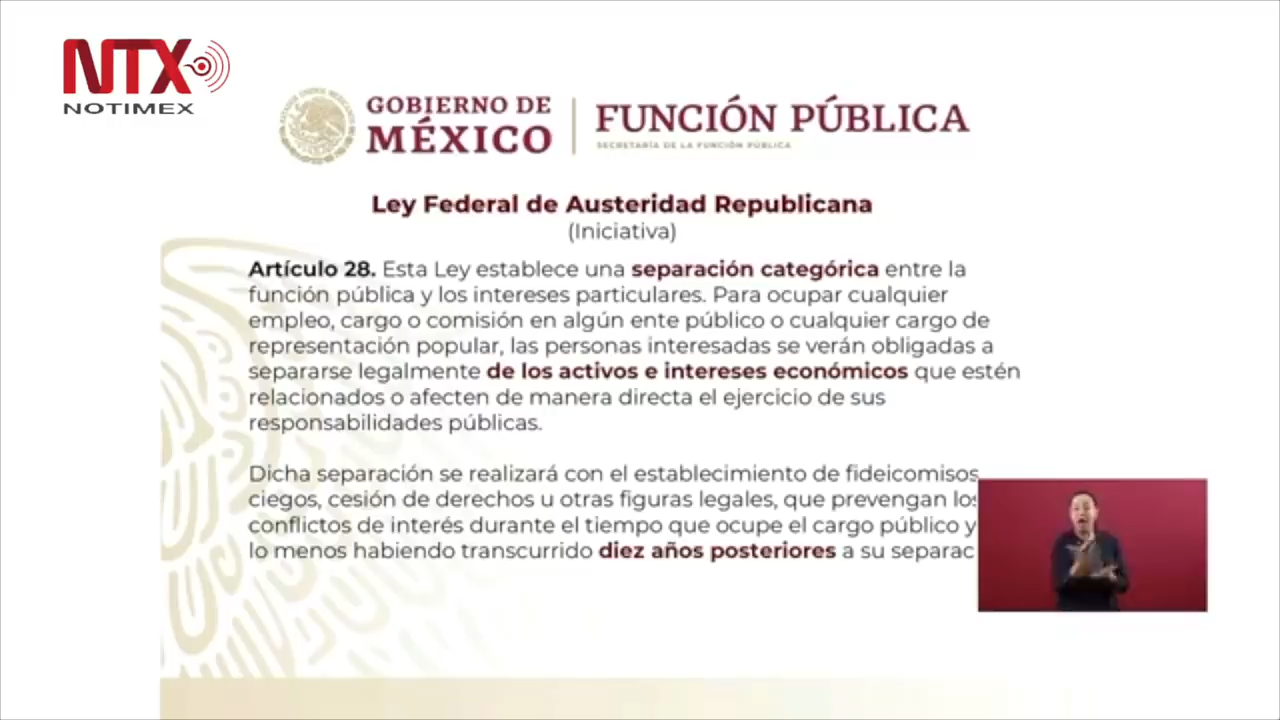 NTX
NOTIMEX
GOBIERNO DE
MÉXICO
FUNCIÓN PÚBLICA
SECRETARÍA DE LA FUNCIÓN PÚBLICA
Ley Federal de Austeridad Republicana
(Iniciativa)
Artículo 28. Esta Ley establece una separación categórica entre la
función pública y los intereses particulares. Para ocupar cualquier
empleo, cargo o comisión en algún ente público o cualquier cargo de
representación popular, las personas interesadas se verán obligadas a
separarse legalmente de los activos e intereses económicos que estén
relacionados o afecten de manera directa el ejercicio de sus
responsabilidades públicas.
Dicha separación se realizará con el establecimiento de fideicomisos
ciegos, cesión de derechos u otras figuras legales, que prevengan los
conflictos de interés durante el tiempo que ocupe el cargo público y
lo menos habiendo transcurrido diez años posteriores a su separac